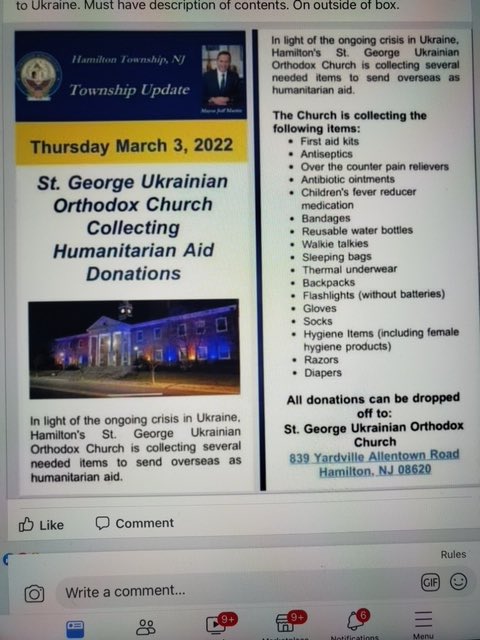 to Ukraine. Must have description of contents. On outside of box.
Hamilton Township, NJ
Township Update
Mayor Jeff Martin
Thursday March 3, 2022
St. George Ukrainian
Orthodox Church
Collecting
Humanitarian Aid
Donations
In light of the ongoing crisis in Ukraine,
Hamilton's St. George Ukrainian
Orthodox Church is collecting several
needed items to send overseas as
humanitarian aid.
In light of the ongoing crisis in Ukraine,
Hamilton's St. George Ukrainian
Orthodox Church is collecting several
needed items to send overseas as
humanitarian aid.
The Church is collecting the
following items:
• First aid kits
• Antiseptics
• Over the counter pain relievers
• Antibiotic ointments
• Children's fever reducer
medication
• Bandages
• Reusable water bottles
• Walkie talkies
• Sleeping bags
• Thermal underwear
• Backpacks
• Flashlights (without batteries)
• Gloves
• Socks
• Hygiene Items (including female
hygiene products)
• Razors
• Diapers
All donations can be dropped
off to:
St. George Ukrainian Orthodox
Church
839 Yardville Allentown Road
Hamilton, NJ 08620
Like
Comment
Rules
Write a comment...
GIF
9+
9+
6
Marketplace
Notifications
Menu